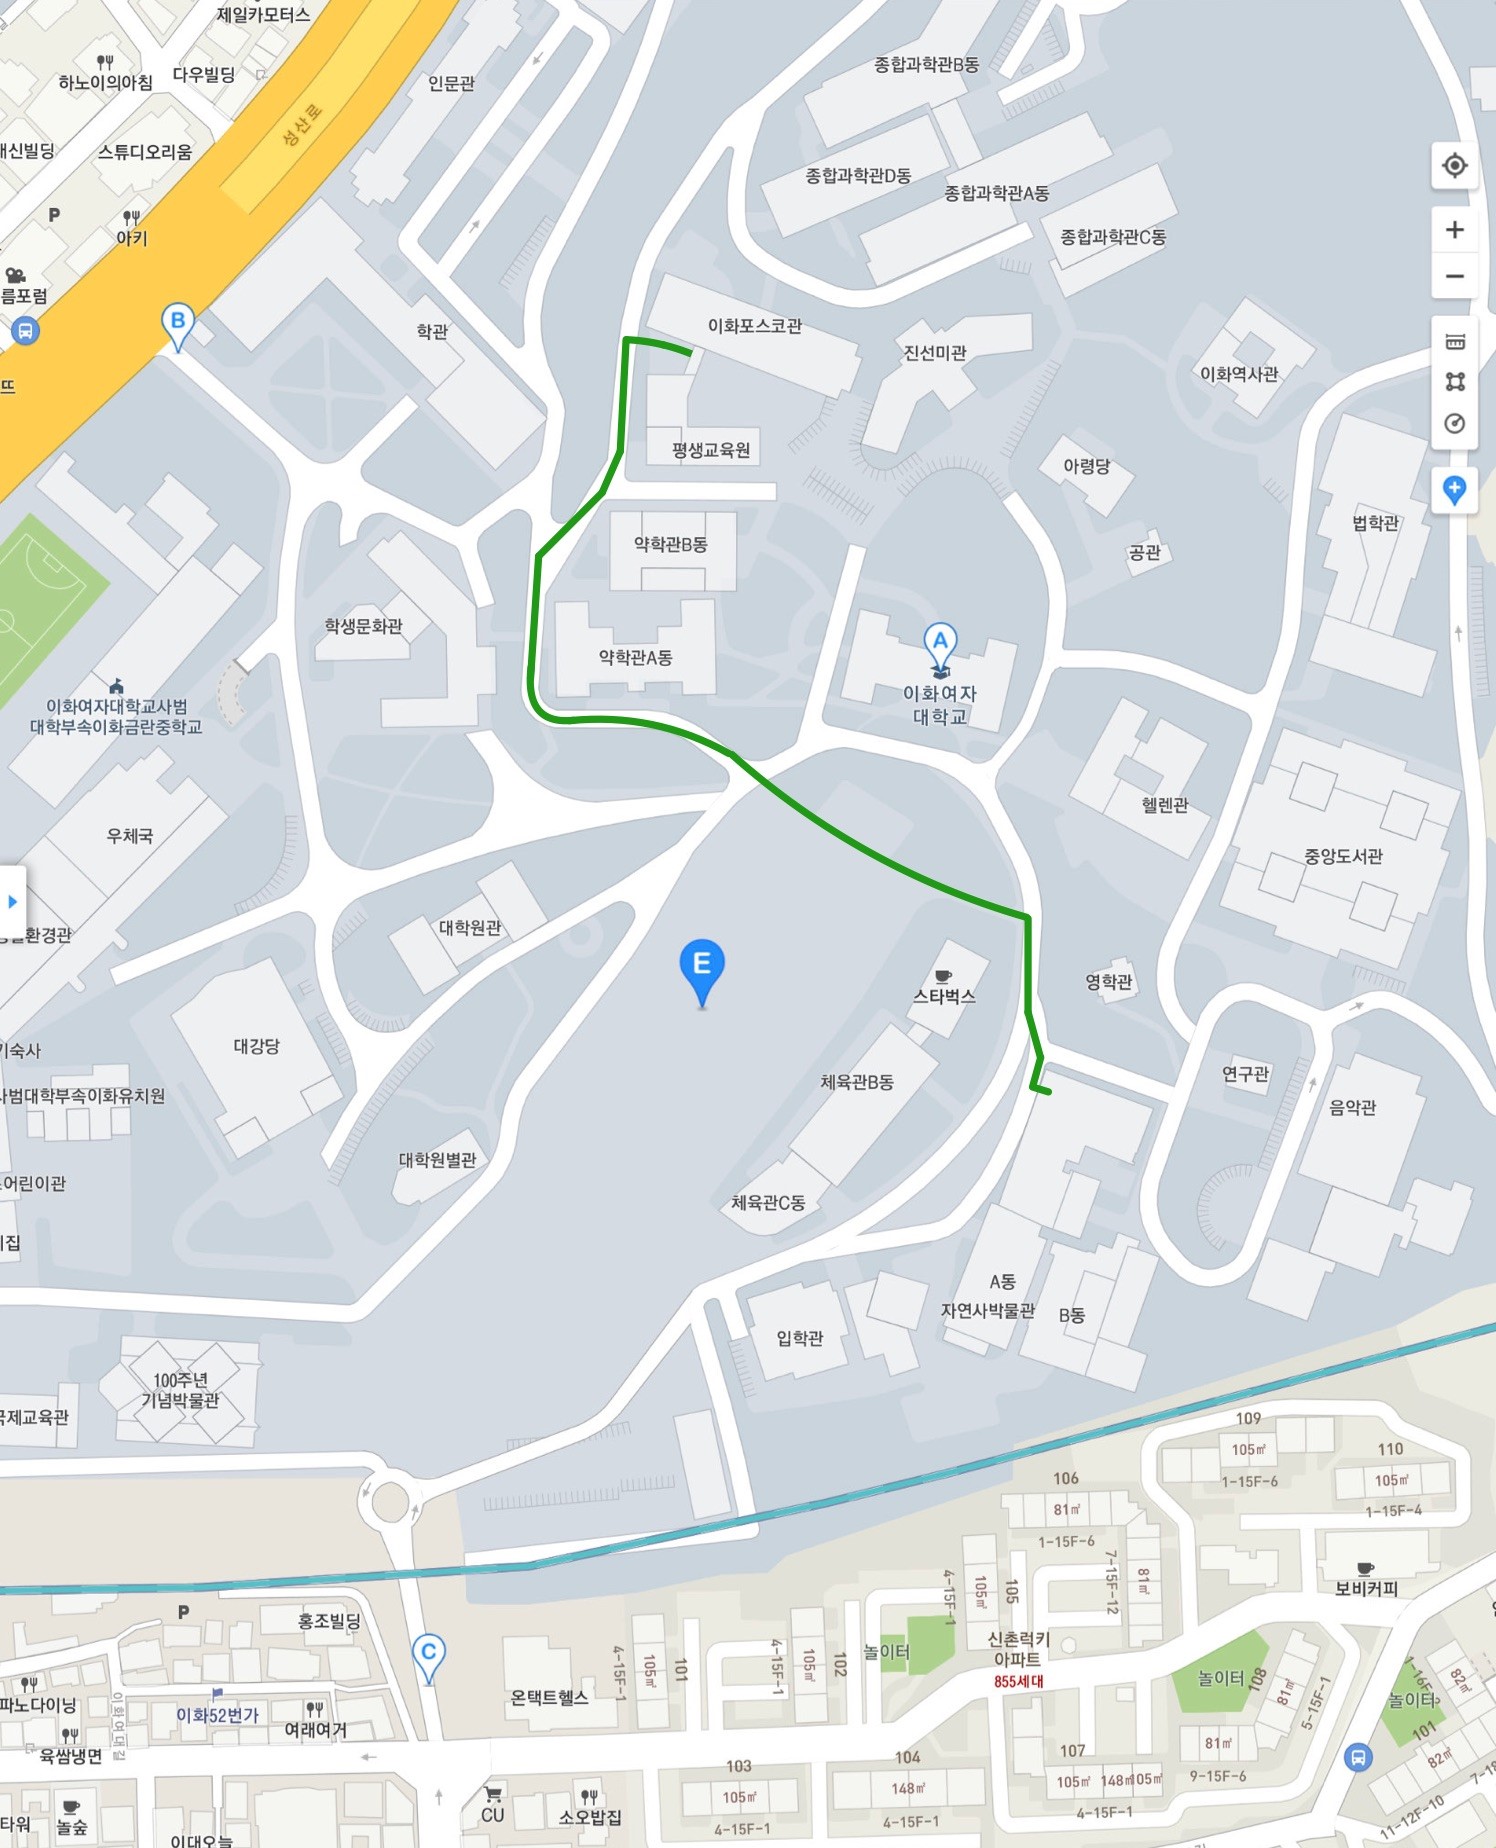 제일카모터스
하노이의아침
다우빌딩
인문관
종합과학관B동
성산로
스튜디오리움
종합과학관D동
종합과학관A동
P
아키
종합과학관C동
B
학관
이화포스코관
진선미관
이화역사관
평생교육원
아령당
법학관
약학관B동
공관
학생문화관
약학관A동
A
이화여자
대학교
이화여자대학교사범
대학부속이화금란중학교
헬렌관
우체국
중앙도서관
대학원관
E
스타벅스
영학관
대강당
체육관B동
연구관
음악관
사범대학부속이화유치원
대학원별관
체육관C동
어린이관
A동
자연사박물관
B동
입학관
100주년
기념박물관
국제교육관
109
105㎡
1-15F-6
110
105㎡
1-15F-4
106
81㎡
1-15F-6
7-15F-12
81㎡
4-15F-1
105㎡
105
보비커피
P
홍조빌딩
C
4-15F-1
105㎡
101
4-15F-1
105㎡
102
놀이터
신촌럭키
아파트
855세대
놀이터
108
81㎡
5-15F-1
놀이터
82㎡
파노다이닝
이화52번가
여래여거
온택트헬스
이화여대길
육쌈냉면
103
105㎡
4-15F-1
104
148㎡
4-15F-1
107
105㎡
148㎡
105㎡
4-15F-1
81㎡
9-15F-6
101
82㎡
11-12F-10
CU
소오밥집
타워
놀숲
이대오늘